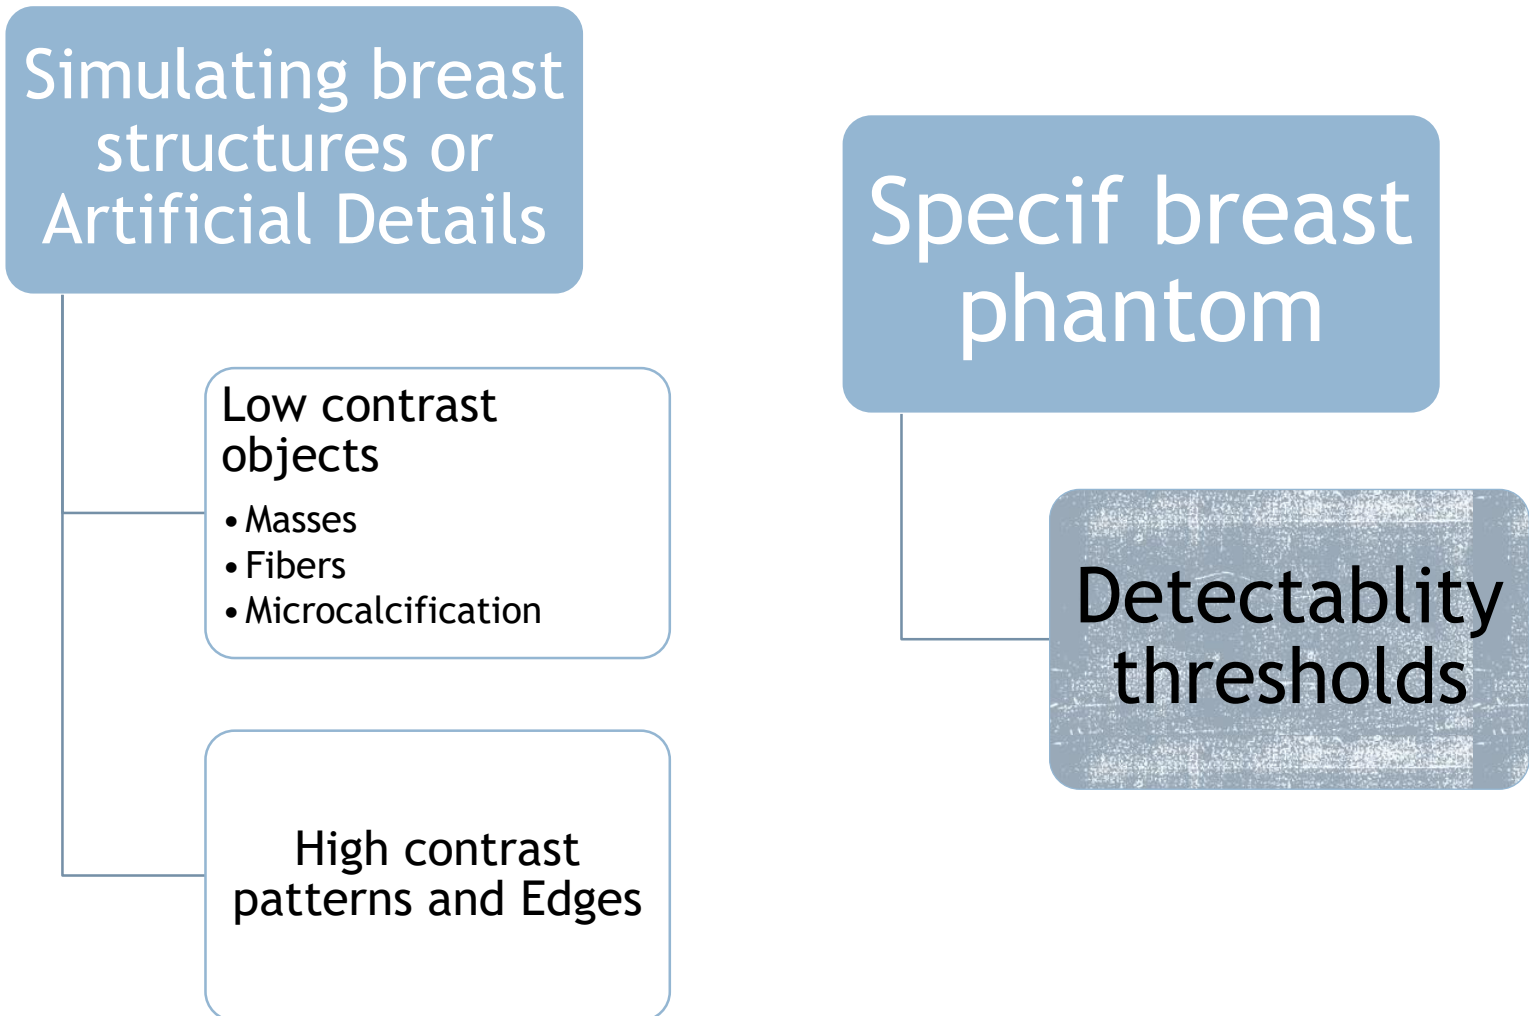 Simulating breast
structures or
Artificial Details
Low contrast
objects
• Masses
• Fibers
• Microcalcification
High contrast
patterns and Edges
Specif breast
phantom
Detectablity
thresholds